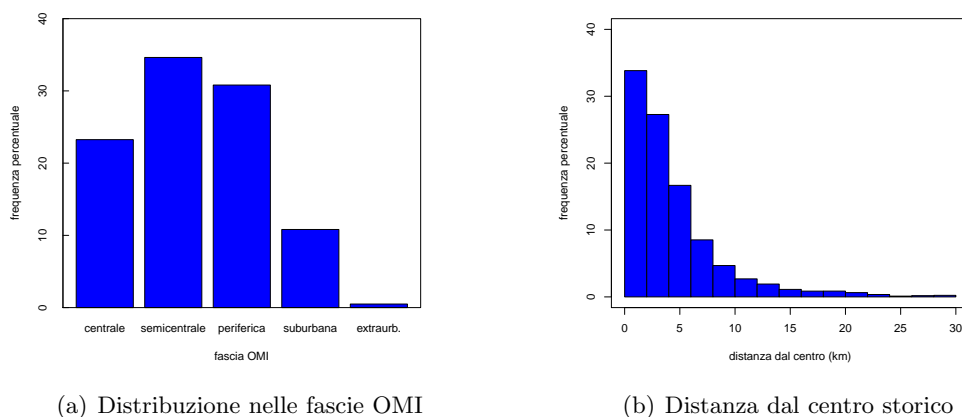 40
30
20
10
0
frequenza percentuale
centrale semicentrale periferica suburbana extraurb.
fascia OMI
(a) Distribuzione nelle fascie OMI
40
30
20
10
0
frequenza percentuale
0 5 10 15 20 25 30
distanza dal centro (km)
(b) Distanza dal centro storico